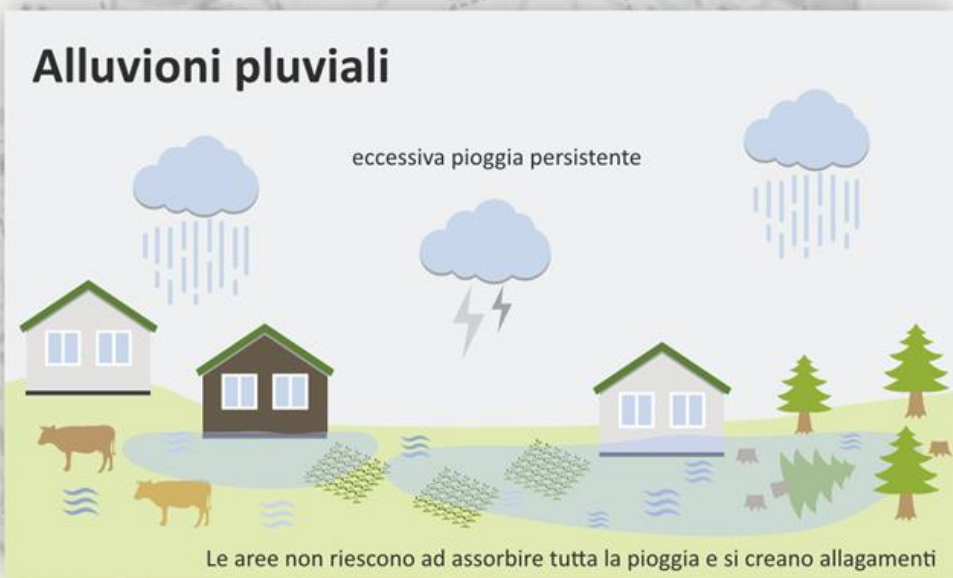 Alluvioni pluviali
eccessiva pioggia persistente
Le aree non riescono ad assorbire tutta la pioggia e si creano allagamenti